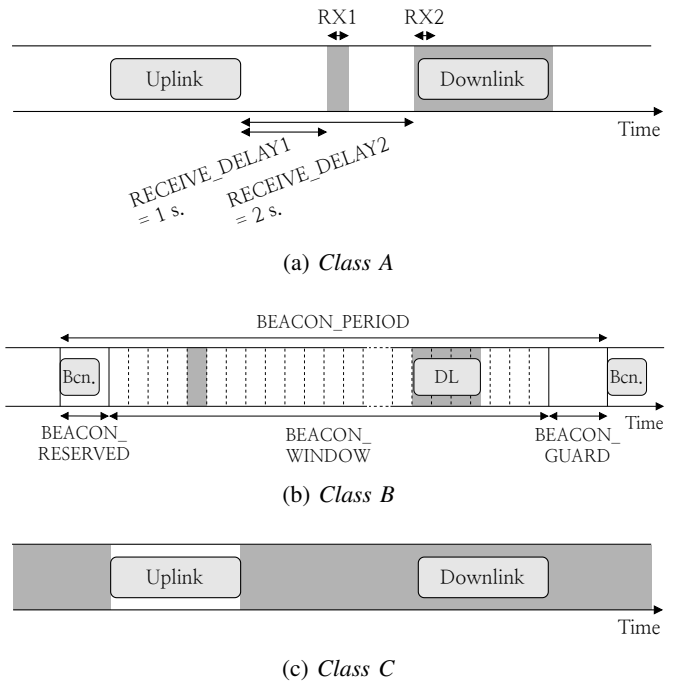 RX1
RX2
Uplink
Downlink
Time
RECEIVE_DELAY1
= 1 s.
RECEIVE_DELAY2
= 2 s.
(a) Class A
BEACON_PERIOD
Bcn.
DL
Bcn.
Time
BEACON_
RESERVED
BEACON_
WINDOW
BEACON_
GUARD
(b) Class B
Uplink
Downlink
Time
(c) Class C